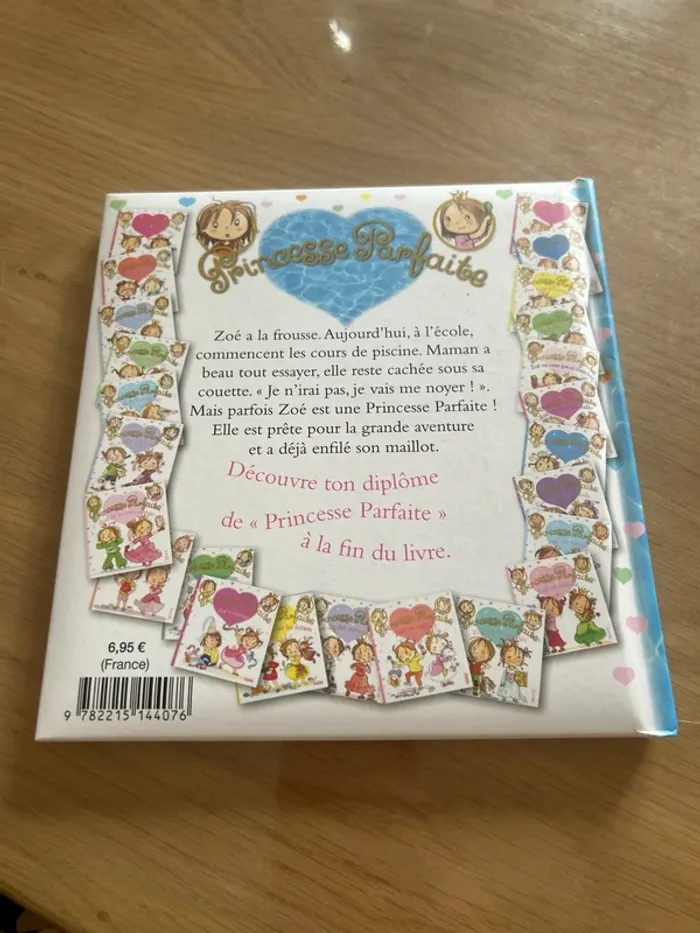 Princesse Parfaite
Zoé a la frousse. Aujourd'hui, à l'école,
commencent les cours de piscine. Maman a
beau tout essayer, elle reste cachée sous sa
couette. « Je n'irai pas, je vais me noyer ! ».
Mais parfois Zoé est une Princesse Parfaite !
Elle est prête pour la grande aventure
et a déjà enfilé son maillot.
Découvre ton diplôme
de « Princesse Parfaite »
à la fin du livre.
6,95 €
(France)
9 782215 144076